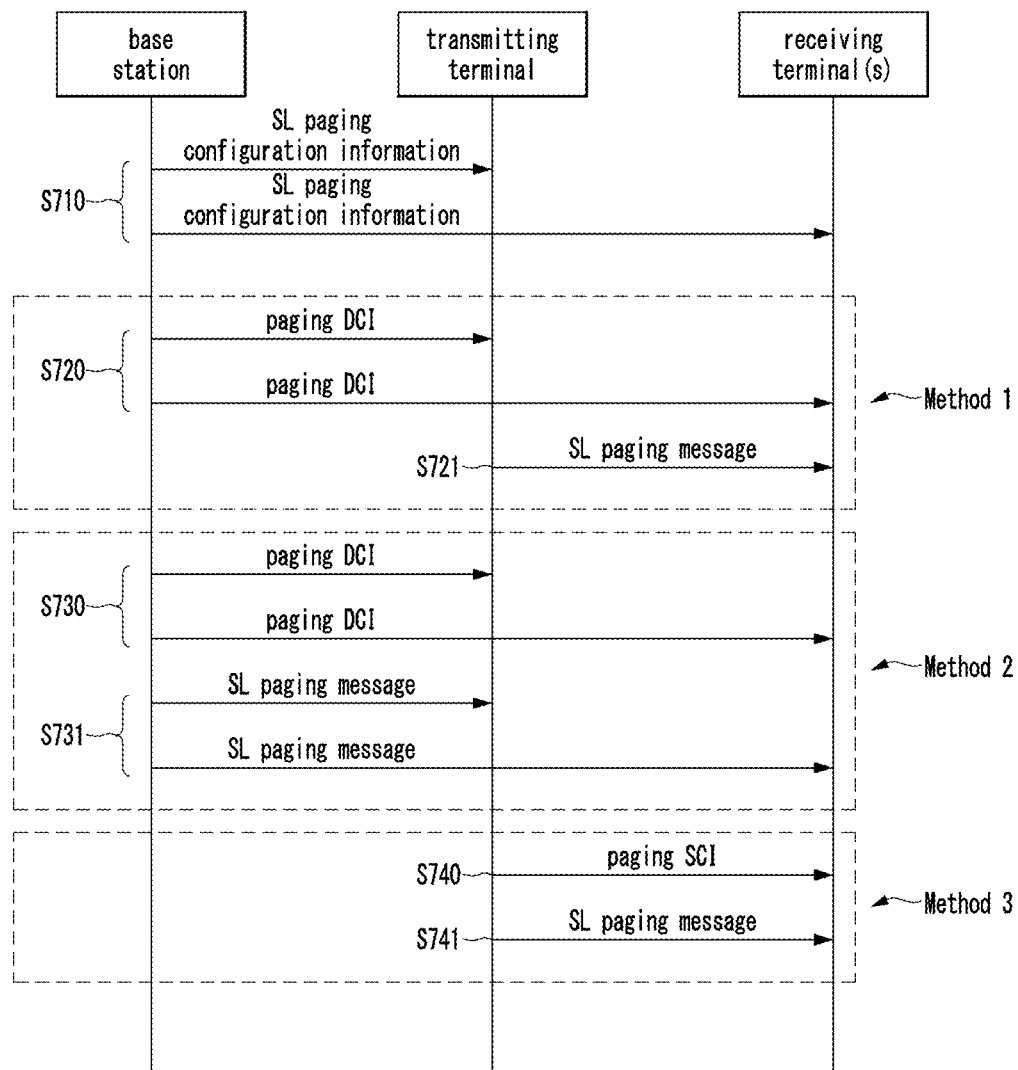 base
station
transmitting
terminal
receiving
terminal(s)
SL paging
configuration information
S710
SL paging
configuration information
paging DCI
S720
paging DCI
Method 1
S721
SL paging message
paging DCI
S730
paging DCI
Method 2
SL paging message
S731
SL paging message
paging SCI
S740
Method 3
SL paging message
S741